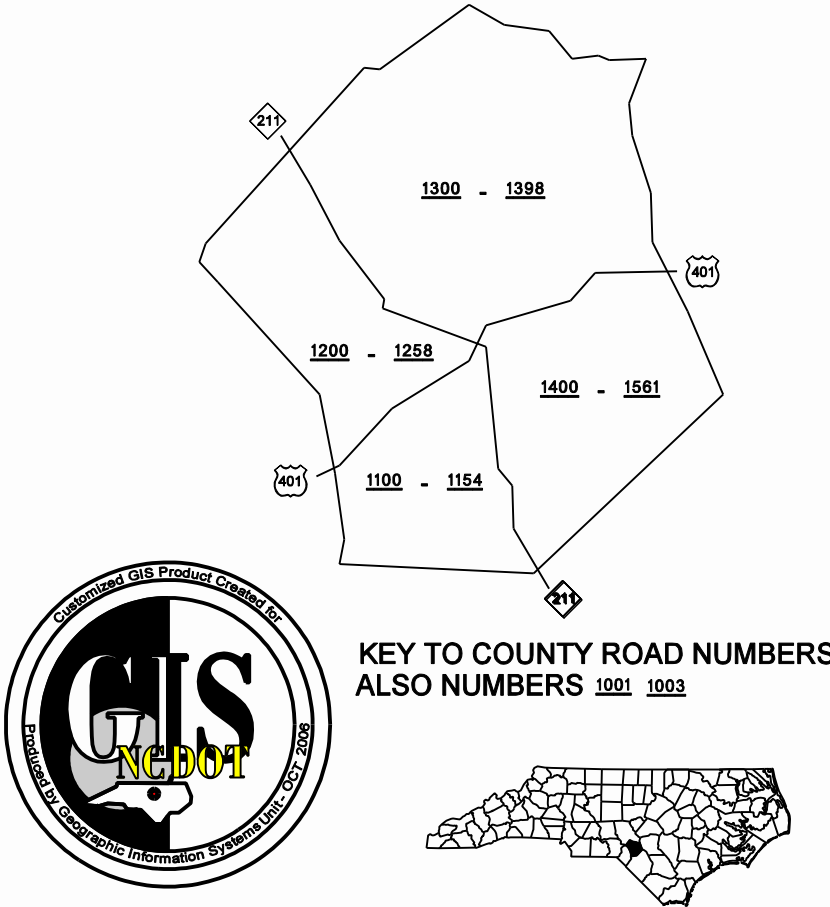 211
1300 - 1398
401
1200 - 1258
1400 - 1561
401
1100 - 1154
211
Customized GIS Product Created for
GIS
NCDOT
Produced by Geographic Information Systems Unit - OCT 2006
KEY TO COUNTY ROAD NUMBERS
ALSO NUMBERS 1001 1003